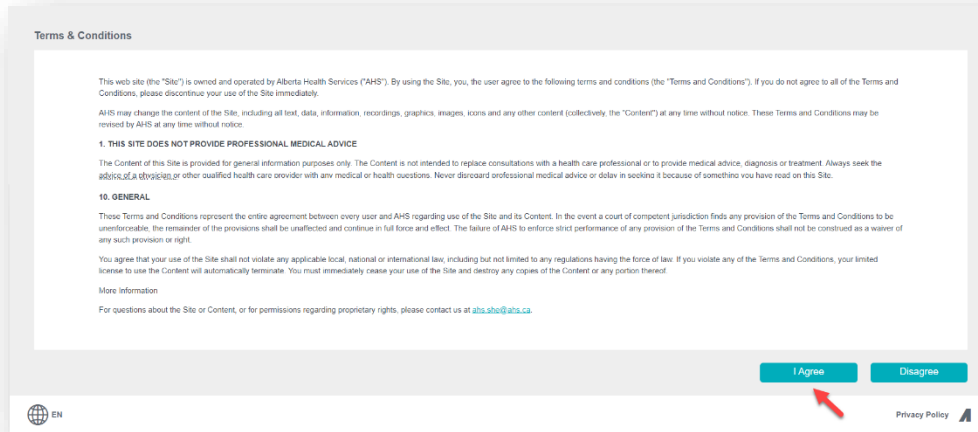 Terms & Conditions
This web site (the "Site") is owned and operated by Alberta Health Services ("AHS"). By using the Site, you, the user agree to the following terms and conditions (the "Terms and Conditions"). If you do not agree to all of the Terms and
Conditions, please discontinue your use of the Site immediately.
AHS may change the content of the Site, including all text, data, information, recordings, graphics, images, icons and any other content (collectively, the "Content") at any time without notice. These Terms and Conditions may be
revised by AHS at any time without notice.
1. THIS SITE DOES NOT PROVIDE PROFESSIONAL MEDICAL ADVICE
The Content of this Site is provided for general information purposes only. The Content is not intended to replace consultations with a health care professional or to provide medical advice, diagnosis or treatment. Always seek the
advice of a physician or other qualified health care provider with any medical or health questions. Never disregard professional medical advice or delay in seeking it because of something you have read on this Site.
10. GENERAL
These Terms and Conditions represent the entire agreement between every user and AHS regarding use of the Site and its Content. In the event a court of competent jurisdiction finds any provision of the Terms and Conditions to be
unenforceable, the remainder of the provisions shall be unaffected and continue in full force and effect. The failure of AHS to enforce strict performance of any provision of the Terms and Conditions shall not be construed as a waiver of
any such provision or right.
You agree that your use of the Site shall not violate any applicable local, national or international law, including but not limited to any regulations having the force of law. If you violate any of the Terms and Conditions, your limited
license to use the Content will automatically terminate. You must immediately cease your use of the Site and destroy any copies of the Content or any portion thereof.
More Information
For questions about the Site or Content, or for permissions regarding proprietary rights, please contact us at ahs.she@ahs.ca.
I Agree
Disagree
EN
Privacy Policy